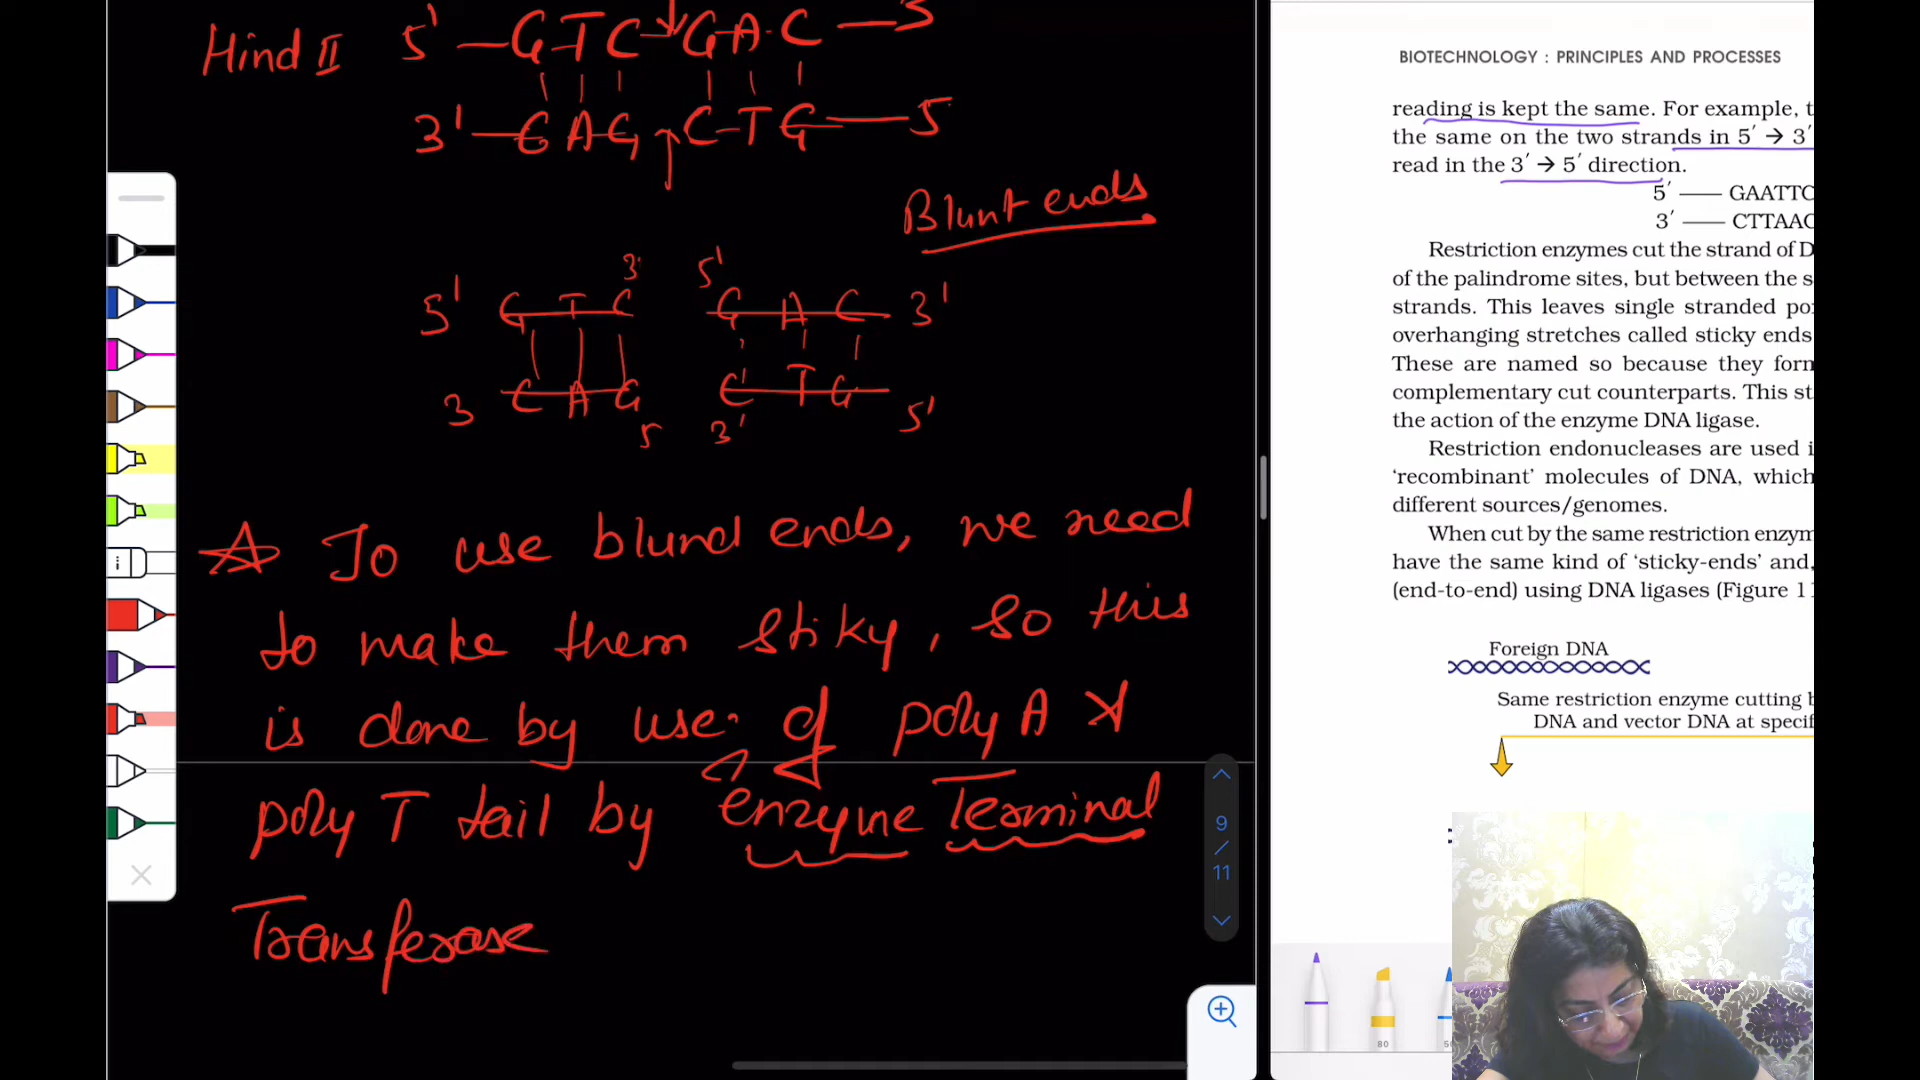 Hind II 5' — G T C G A C — 3
3' — G A G C T G — 5
Blunt ends
5' G T C 3' 5' G A C 3'
3 C A G 5 C T G 5'
3'
☆ To use blund ends, we need
to make them stiky, so this
is done by use of poly A &
poly T tail by enzyme Terminal
Transferase
9
/
11
BIOTECHNOLOGY : PRINCIPLES AND PROCESSES
reading is kept the same. For example, t
the same on the two strands in 5′ → 3′
read in the 3′ → 5′ direction.
5′ —— GAATTC
3′ —— CTTAAC
Restriction enzymes cut the strand of D
of the palindrome sites, but between the s
strands. This leaves single stranded po
overhanging stretches called sticky ends
These are named so because they form
complementary cut counterparts. This st
the action of the enzyme DNA ligase.
Restriction endonucleases are used i
‘recombinant’ molecules of DNA, which
different sources/genomes.
When cut by the same restriction enzym
have the same kind of ‘sticky-ends’ and,
(end-to-end) using DNA ligases (Figure 11
Foreign DNA
Same restriction enzyme cutting b
DNA and vector DNA at specif
80